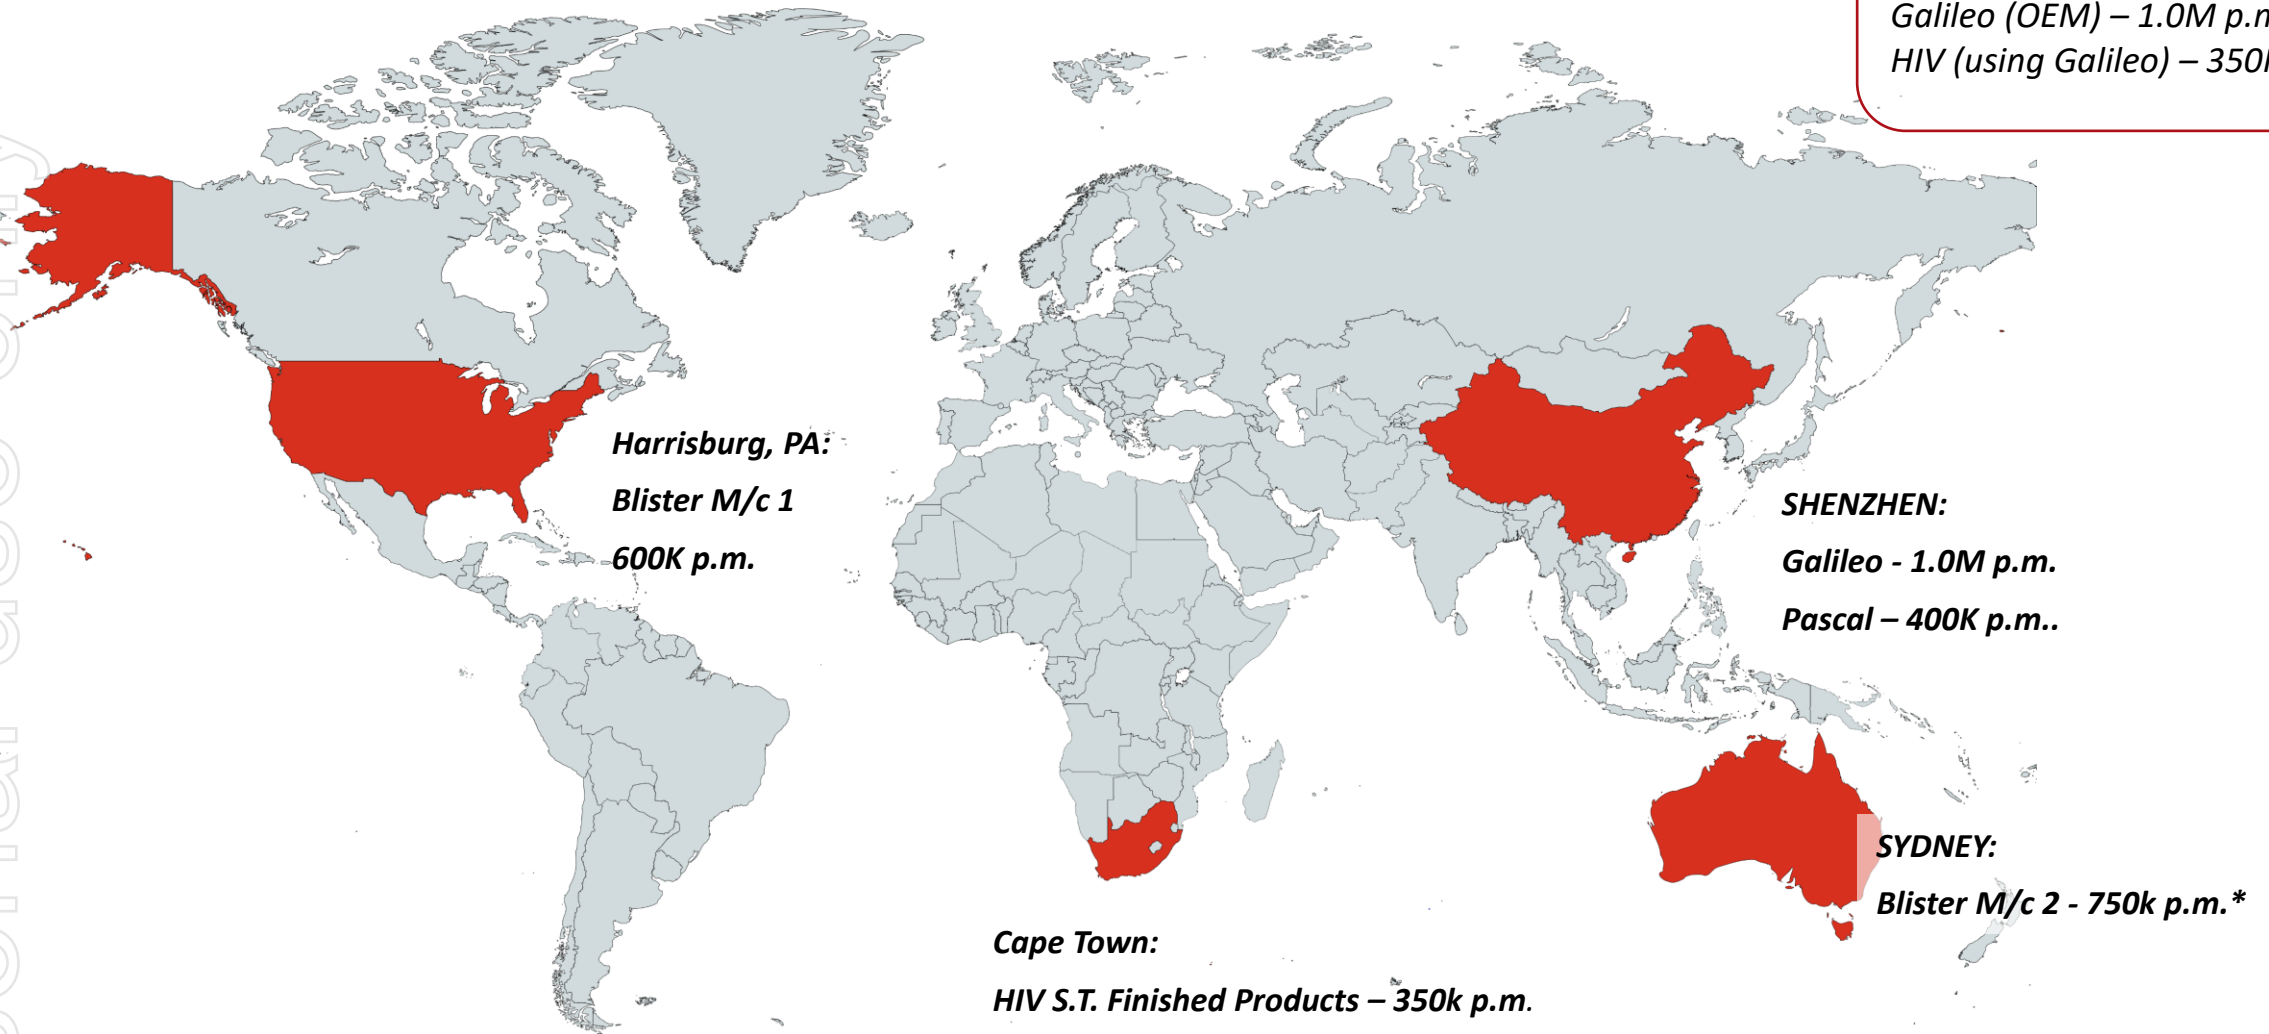 Galileo (OEM) – 1.0M
HIV (using Galileo) –
Harrisburg, PA:
Blister M/c 1
600K p.m.
SHENZHEN:
Galileo - 1.0M p.m.
Pascal – 400K p.m..
SYDNEY:
Blister M/c 2 - 750k p.m.*
Cape Town:
HIV S.T. Finished Products – 350k p.m.